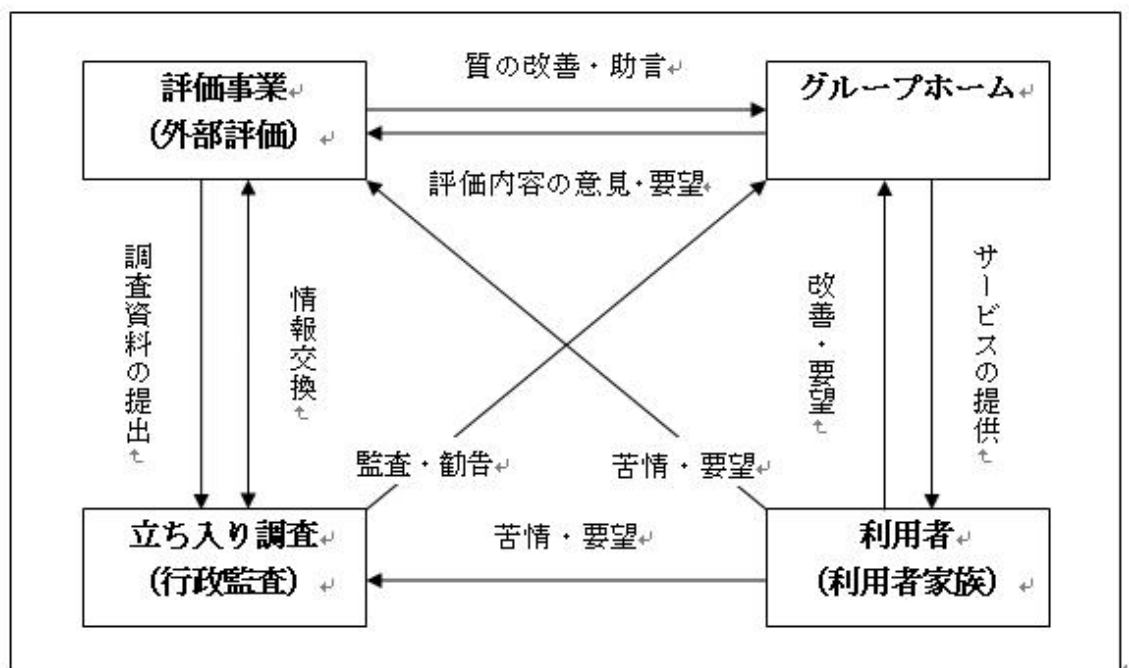 質の改善・助言
評価事業
(外部評価)
グループホーム
評価内容の意見・要望
調査資料の提出
情報交換
改善・要望
サービスの提供
監査・勧告
苦情・要望
立ち入り調査
(行政監査)
苦情・要望
利用者
(利用者家族)